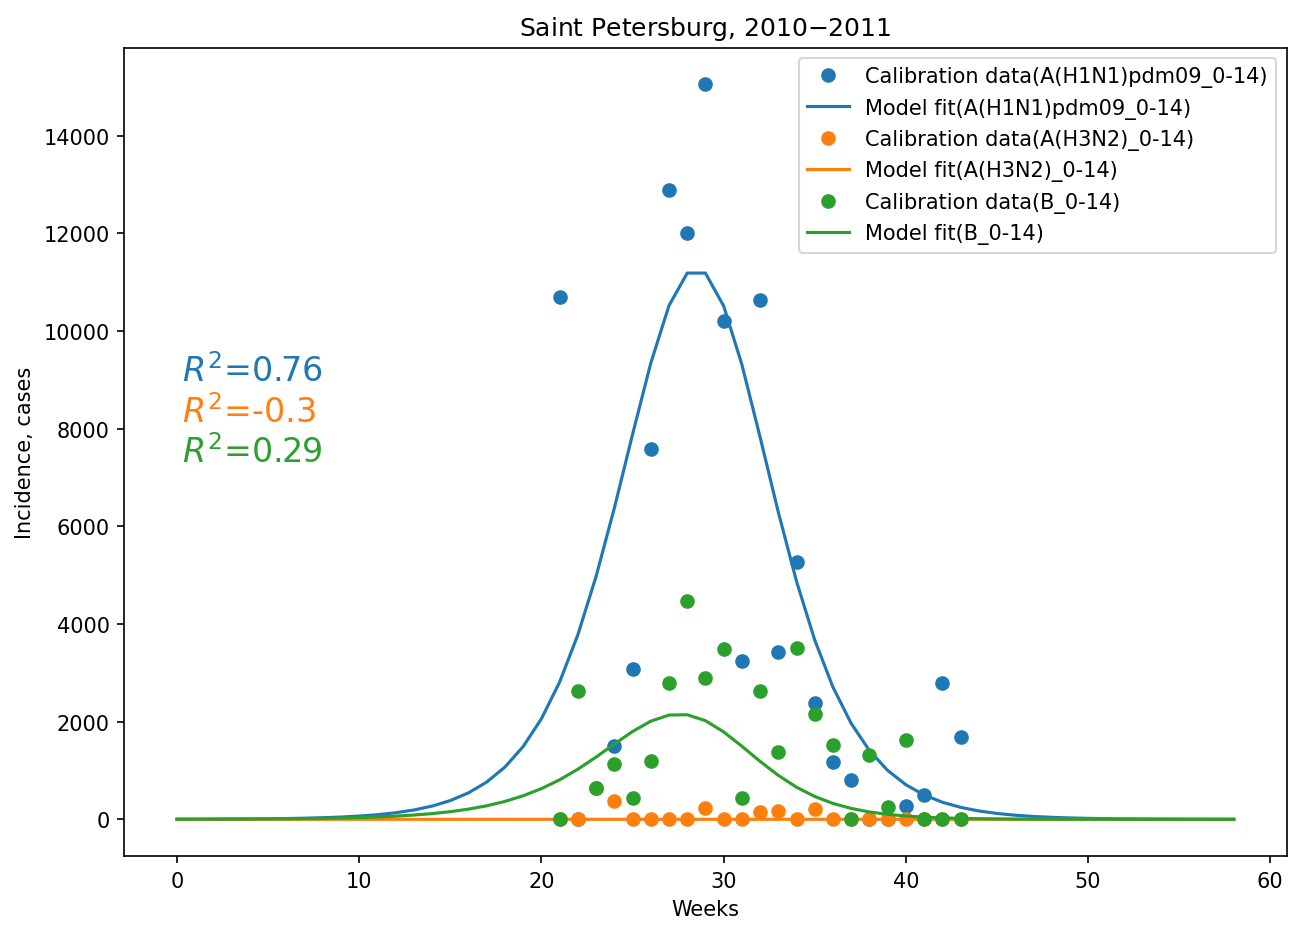 Saint Petersburg, 2010−2011
Calibration data(A(H1N1)pdm09_0-14)
Model fit(A(H1N1)pdm09_0-14)
Calibration data(A(H3N2)_0-14)
Model fit(A(H3N2)_0-14)
Calibration data(B_0-14)
Model fit(B_0-14)
14000
12000
10000
8000
6000
4000
2000
0
Incidence, cases
R²=0.76
R²=-0.3
R²=0.29
0 10 20 30 40 50 60
Weeks